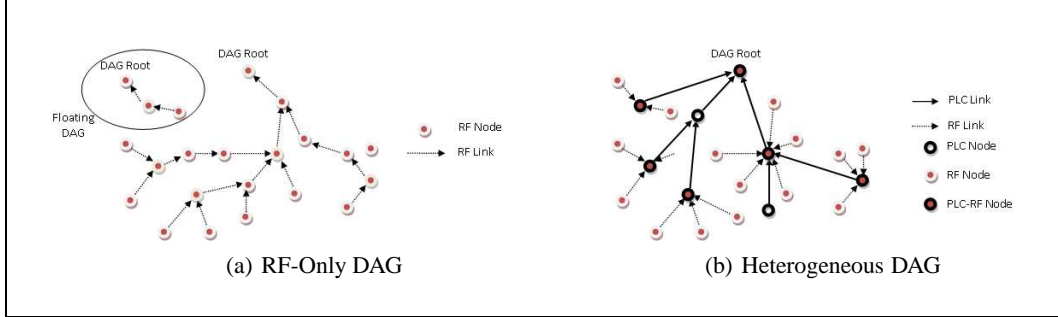 DAG Root
DAG Root
Floating
DAG
RF Node
RF Link
(a) RF-Only DAG
DAG Root
PLC Link
RF Link
PLC Node
RF Node
PLC-RF Node
(b) Heterogeneous DAG